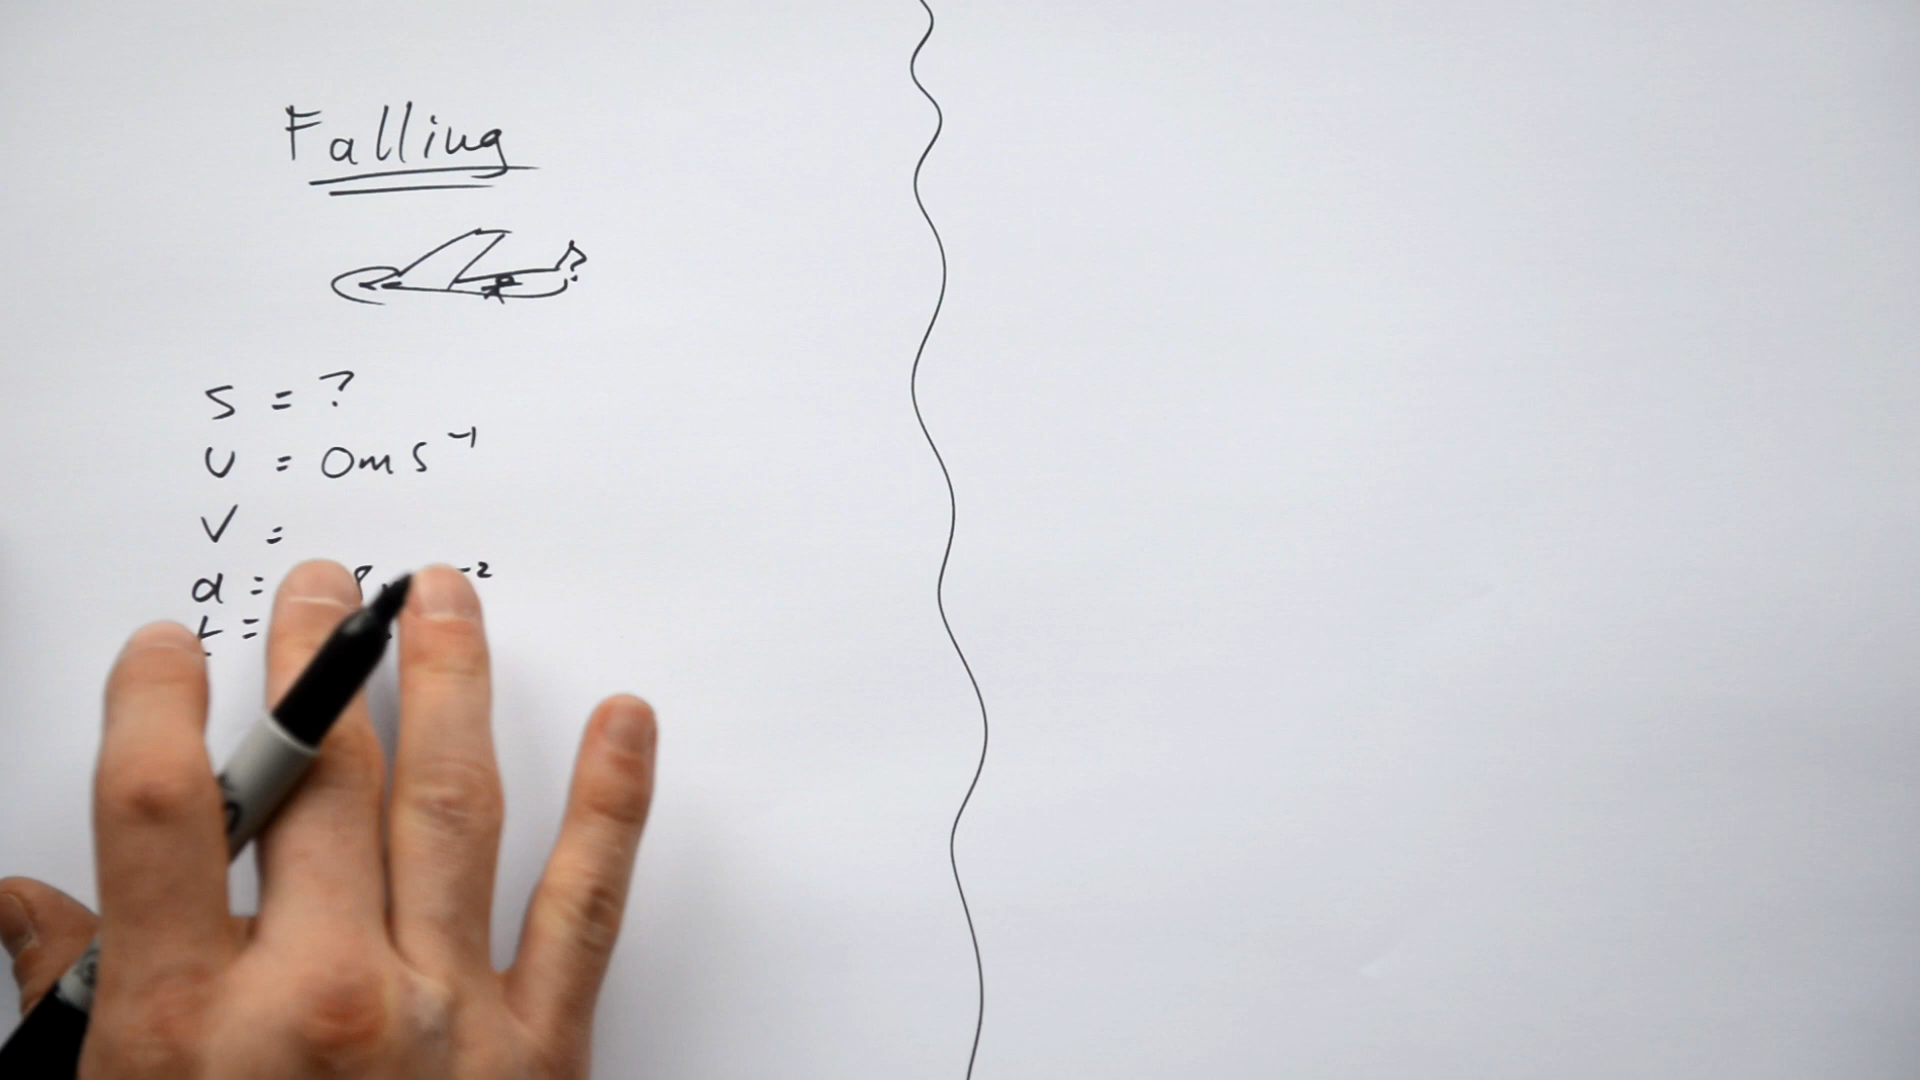 Falling
s = ?
u = 0ms⁻¹
v =
a =
t =